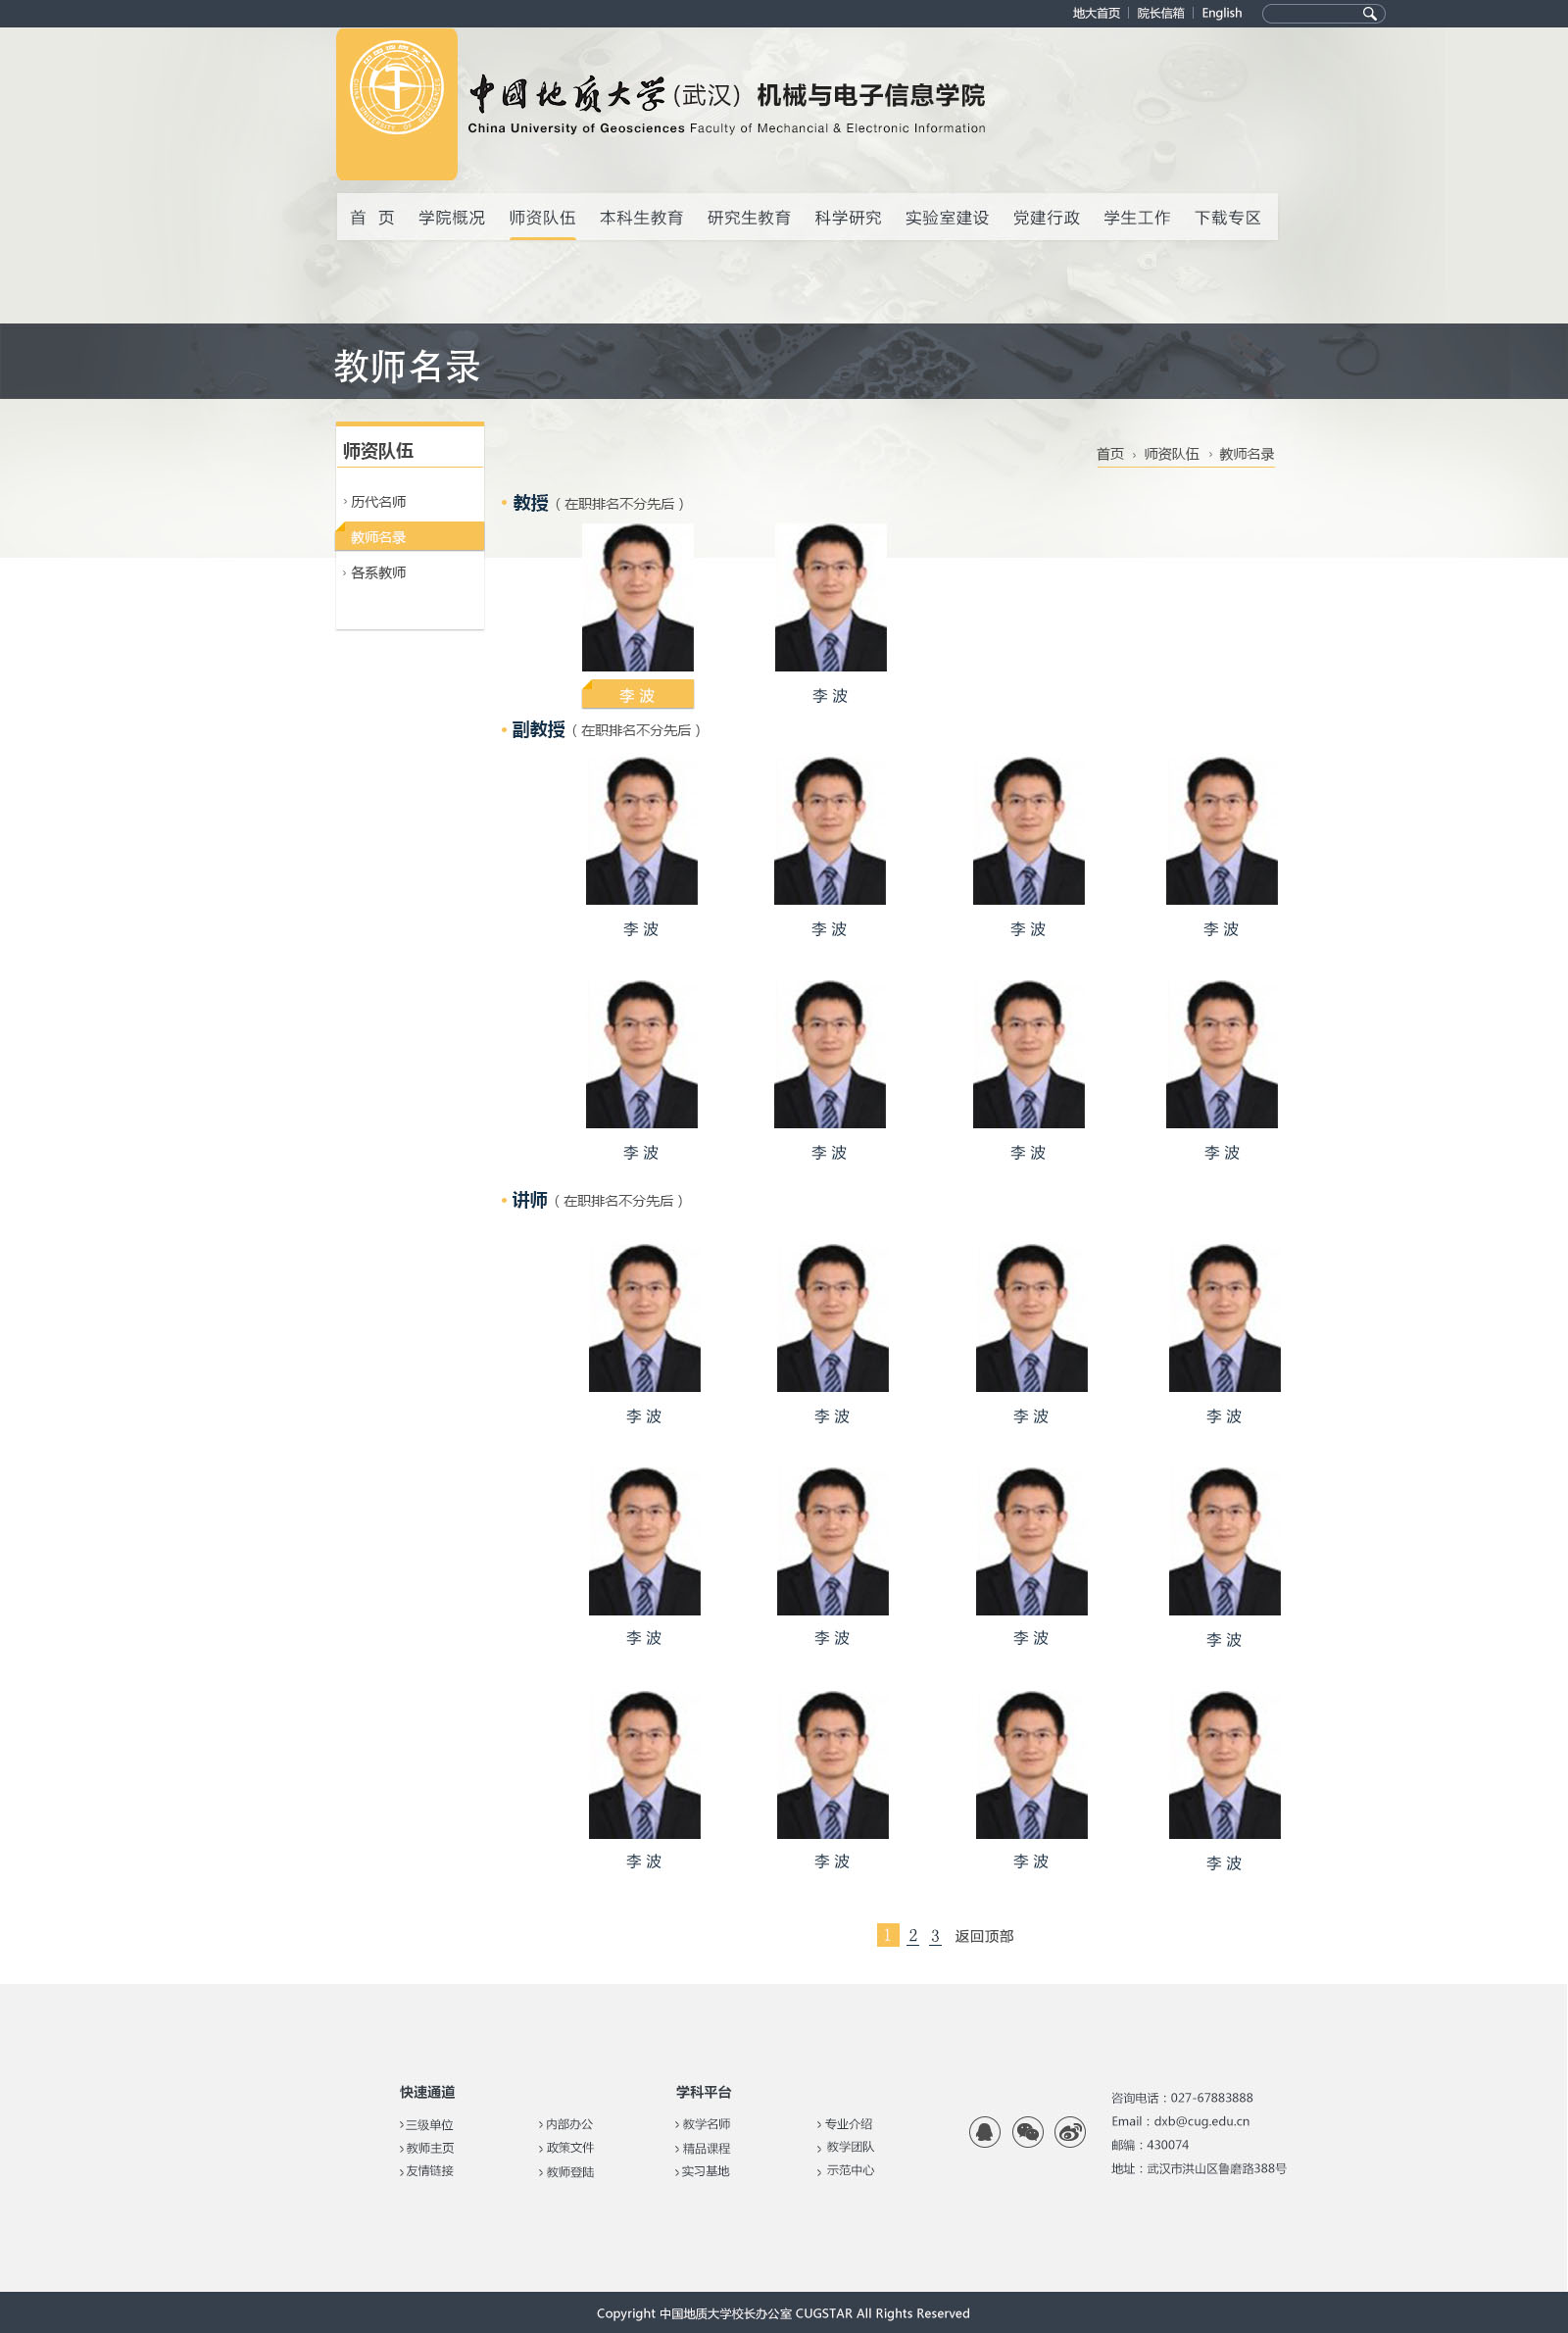 地大首页 | 院长信箱 | English
中国地质大学(武汉) 机械与电子信息学院
China University of Geosciences Faculty of Mechancial & Electronic Information
首 页 学院概况 师资队伍 本科生教育 研究生教育 科学研究 实验室建设 党建行政 学生工作 下载专区
教师名录
师资队伍
首页 › 师资队伍 › 教师名录
› 历代名师
教师名录
› 各系教师
• 教授（在职排名不分先后）
李 波 李 波
• 副教授（在职排名不分先后）
李 波 李 波 李 波 李 波
李 波 李 波 李 波 李 波
• 讲师（在职排名不分先后）
李 波 李 波 李 波 李 波
李 波 李 波 李 波 李 波
李 波 李 波 李 波 李 波
1 2 3 返回顶部
快速通道
›三级单位 ›内部办公
›教师主页 ›政策文件
›友情链接 ›教师登陆
学科平台
›教学名师 ›专业介绍
›精品课程 ›教学团队
›实习基地 ›示范中心
咨询电话：027-67883888
Email：dxb@cug.edu.cn
邮编：430074
地址：武汉市洪山区鲁磨路388号
Copyright 中国地质大学校长办公室 CUGSTAR All Rights Reserved